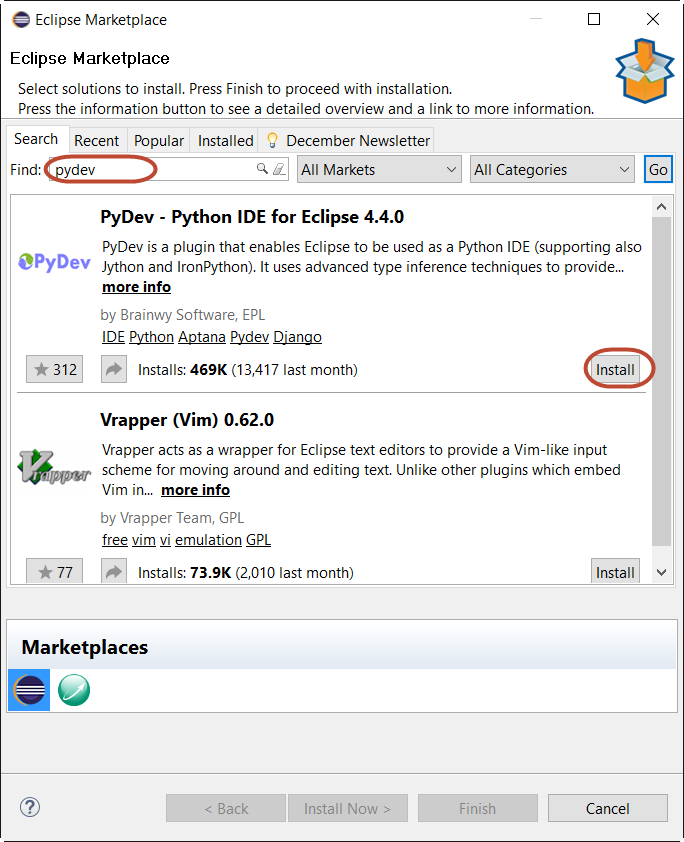 Eclipse Marketplace
Eclipse Marketplace
Select solutions to install. Press Finish to proceed with installation.
Press the information button to see a detailed overview and a link to more information.
Search Recent Popular Installed December Newsletter
Find: pydev All Markets All Categories Go
PyDev - Python IDE for Eclipse 4.4.0
PyDev
PyDev is a plugin that enables Eclipse to be used as a Python IDE (supporting also
Jython and IronPython). It uses advanced type inference techniques to provide...
more info
by Brainwy Software, EPL
IDE Python Aptana Pydev Django
312 Installs: 469K (13,417 last month) Install
Vrapper (Vim) 0.62.0
Vrapper
Vrapper acts as a wrapper for Eclipse text editors to provide a Vim-like input
scheme for moving around and editing text. Unlike other plugins which embed
Vim in... more info
by Vrapper Team, GPL
free vim vi emulation GPL
77 Installs: 73.9K (2,010 last month) Install
Marketplaces
? < Back Install Now > Finish Cancel